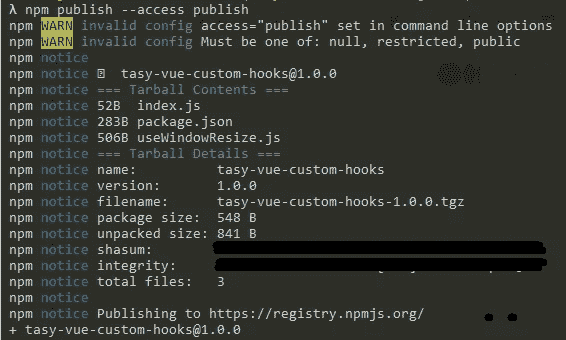 λ npm publish --access publish
npm WARN invalid config access="publish" set in command line options
npm WARN invalid config Must be one of: null, restricted, public
npm notice
npm notice tasy-vue-custom-hooks@1.0.0
npm notice === Tarball Contents ===
npm notice 52B index.js
npm notice 283B package.json
npm notice 506B useWindowResize.js
npm notice === Tarball Details ===
npm notice name: tasy-vue-custom-hooks
npm notice version: 1.0.0
npm notice filename: tasy-vue-custom-hooks-1.0.0.tgz
npm notice package size: 548 B
npm notice unpacked size: 841 B
npm notice shasum:
npm notice integrity:
npm notice total files: 3
npm notice
npm notice Publishing to https://registry.npmjs.org/
+ tasy-vue-custom-hooks@1.0.0